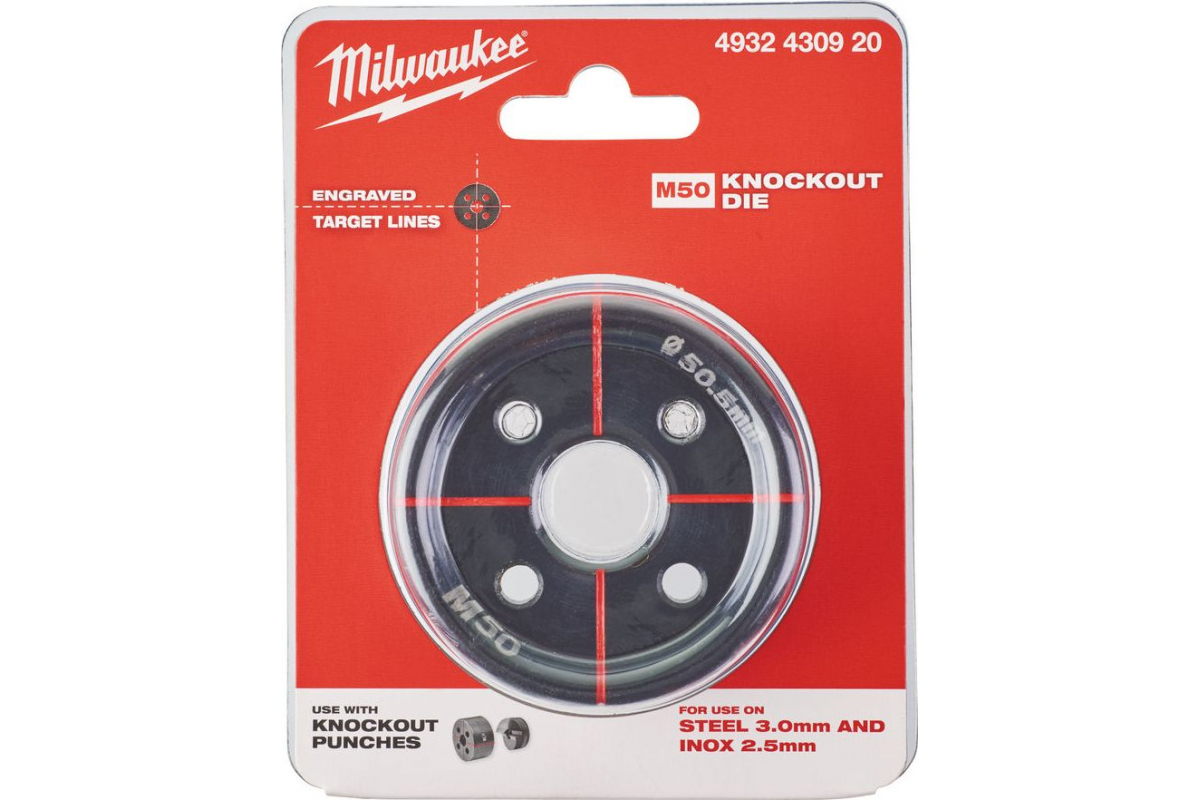 Milwaukee®
4932 4309 20
ENGRAVED
TARGET LINES
M50 KNOCKOUT
DIE
Ø 50.5mm
M50
USE WITH
KNOCKOUT
PUNCHES
FOR USE ON
STEEL 3.0mm AND
INOX 2.5mm